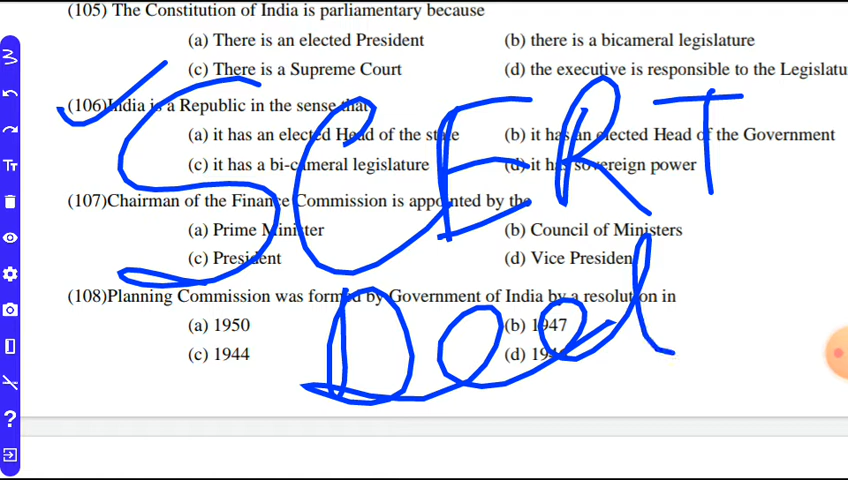 (105) The Constitution of India is parliamentary because
(a) There is an elected President (b) there is a bicameral legislature
(c) There is a Supreme Court (d) the executive is responsible to the Legislatu
(106)India is a Republic in the sense that
(a) it has an elected Head of the state (b) it has an elected Head of the Government
(c) it has a bi-cameral legislature (d) it has sovereign power
(107)Chairman of the Finance Commission is appointed by the
(a) Prime Minister (b) Council of Ministers
(c) President (d) Vice Presiden
(108)Planning Commission was formed by Government of India by a resolution in
(a) 1950 (b) 1947
(c) 1944 (d)
SCERT